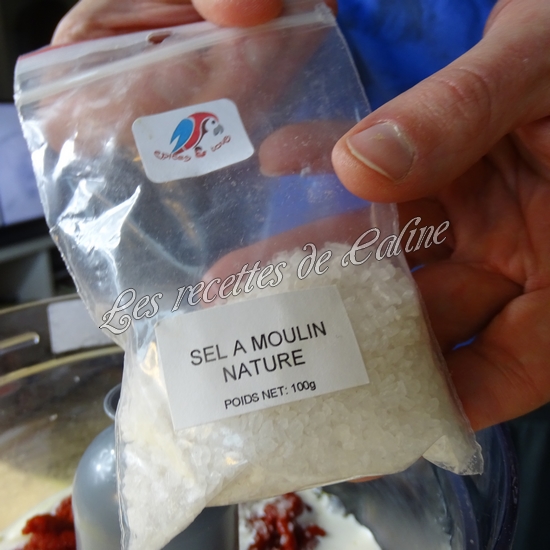 Les recettes de Caline
SEL A MOULIN
NATURE
POIDS NET: 100g